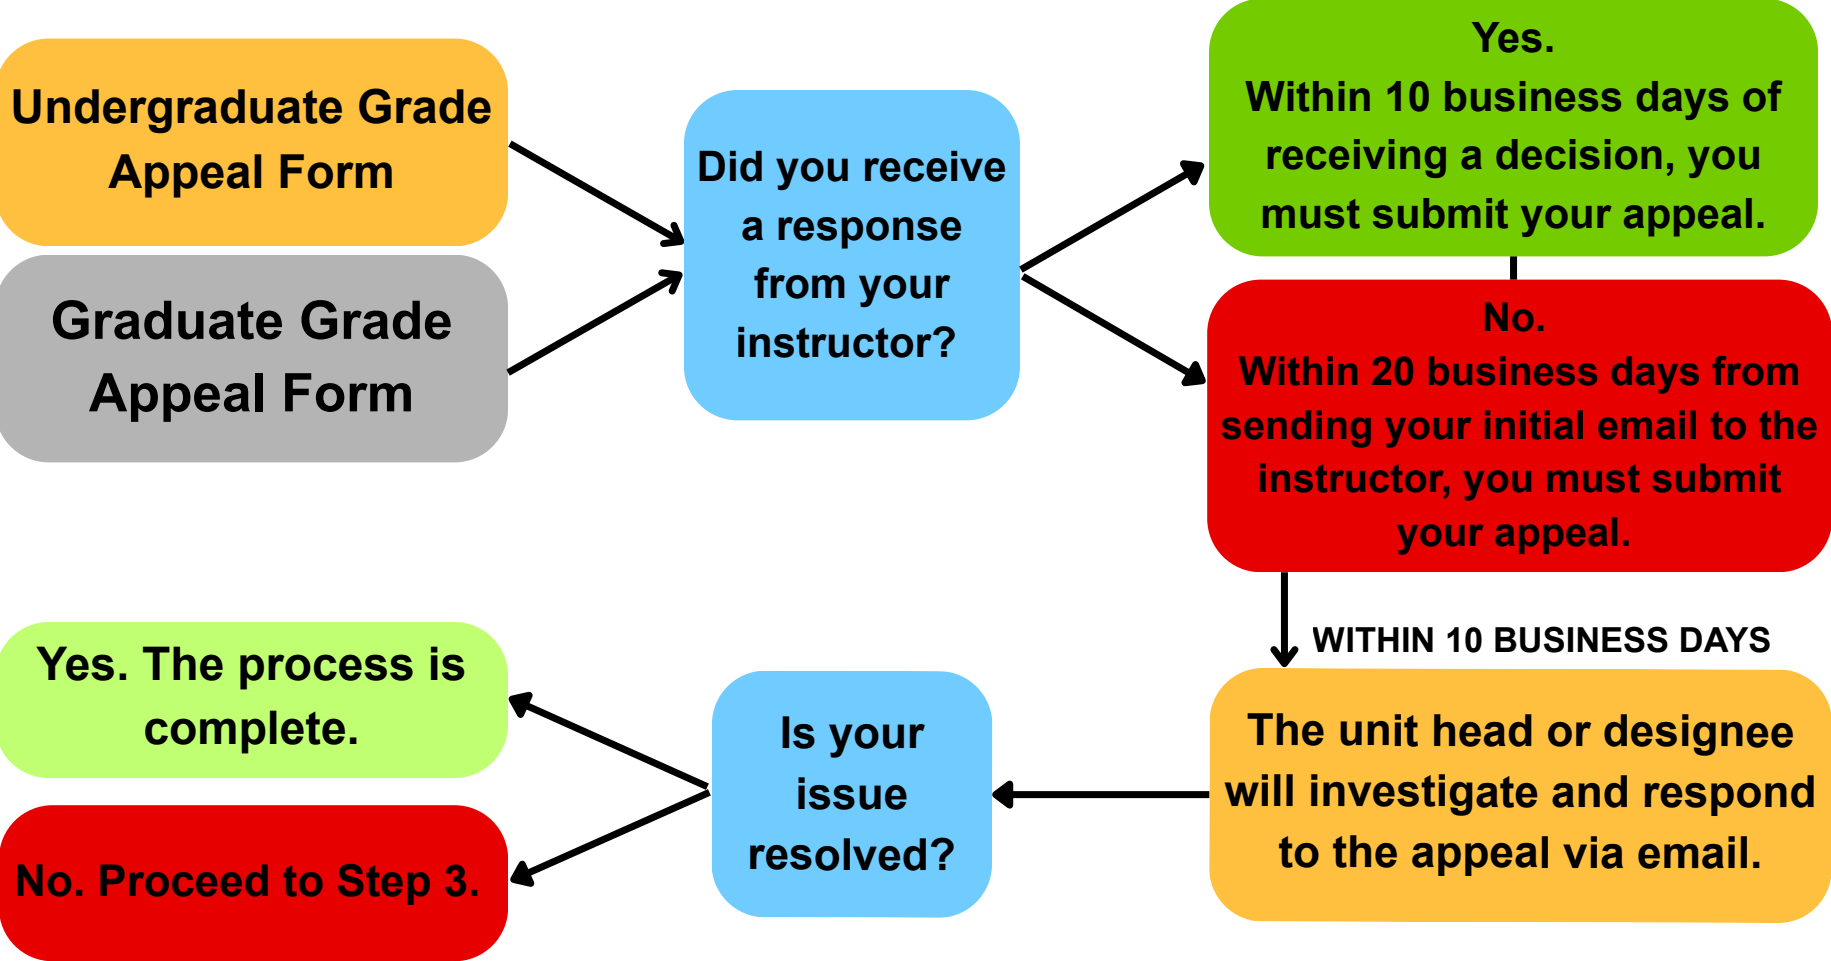 Undergraduate Grade
Appeal Form
Graduate Grade
Appeal Form
Did you receive
a response
from your
instructor?
Yes.
Within 10 business days of
receiving a decision, you
must submit your appeal.
No.
Within 20 business days from
sending your initial email to the
instructor, you must submit
your appeal.
WITHIN 10 BUSINESS DAYS
The unit head or designee
will investigate and respond
to the appeal via email.
Is your
issue
resolved?
Yes. The process is
complete.
No. Proceed to Step 3.